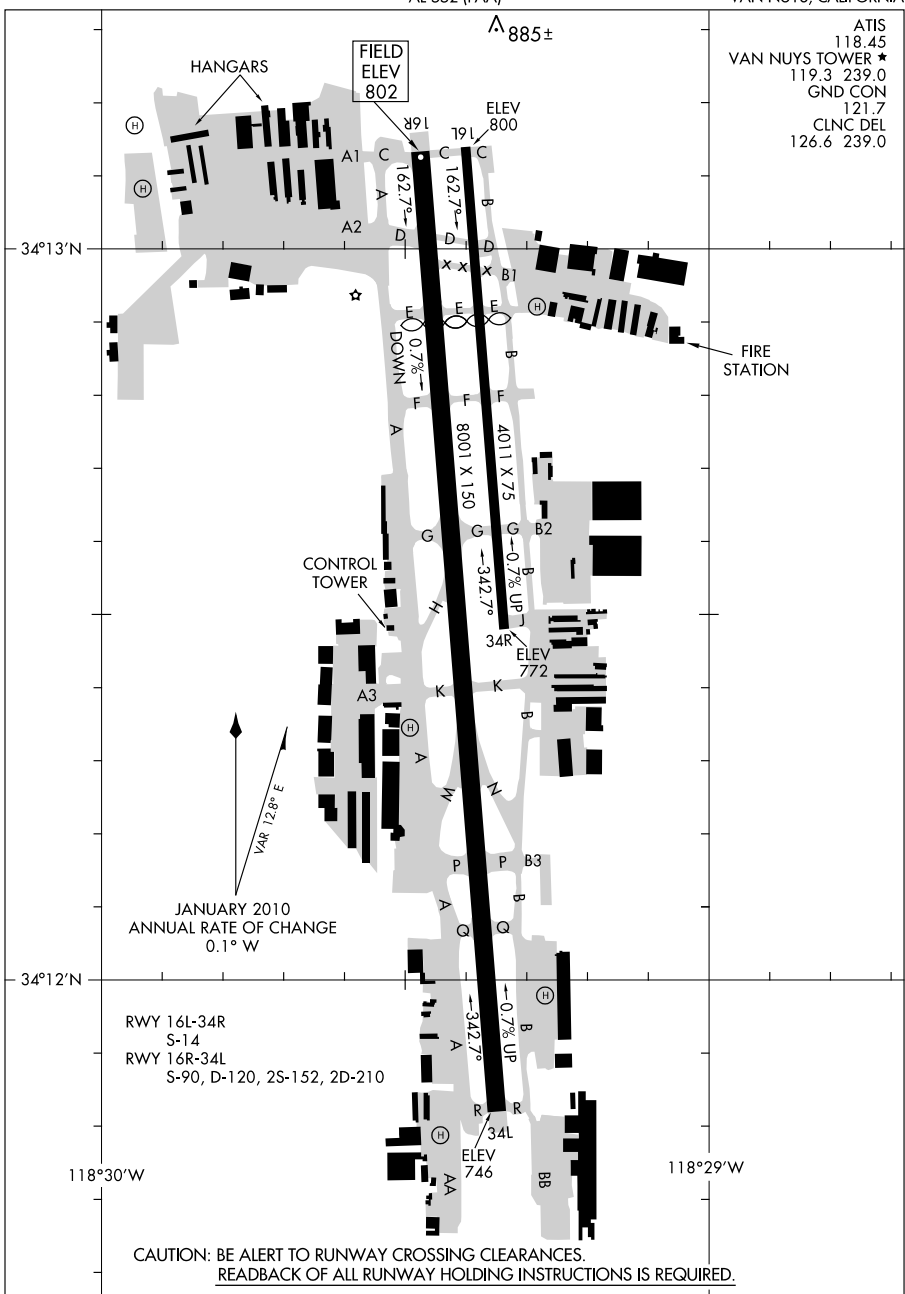 AL-552 (FAA)
VAN NUYS, CALIFORNIA
885±
ATIS
118.45
VAN NUYS TOWER ★
119.3 239.0
GND CON
121.7
CLNC DEL
126.6 239.0
FIELD
ELEV
802
HANGARS
ELEV
800
16R
16L
H
H
A1
C
C
C
A
B
162.7°
162.7°
A2
D
D
D
34°13'N
X
X
X
B1
H
E
E
E
FIRE
STATION
0.7%
DOWN
B
F
F
F
A
8001 X 150
4011 X 75
G
G
G
B2
CONTROL
TOWER
342.7°
0.7% UP
B
H
J
34R
ELEV
772
K
K
A3
B
H
A
VAR 12.8° E
M
N
P
P
B3
JANUARY 2010
ANNUAL RATE OF CHANGE
0.1° W
A
B
Q
Q
34°12'N
H
RWY 16L-34R
S-14
RWY 16R-34L
S-90, D-120, 2S-152, 2D-210
342.7°
0.7% UP
B
A
R
R
34L
H
ELEV
746
118°30'W
118°29'W
AA
BB
CAUTION: BE ALERT TO RUNWAY CROSSING CLEARANCES.
READBACK OF ALL RUNWAY HOLDING INSTRUCTIONS IS REQUIRED.